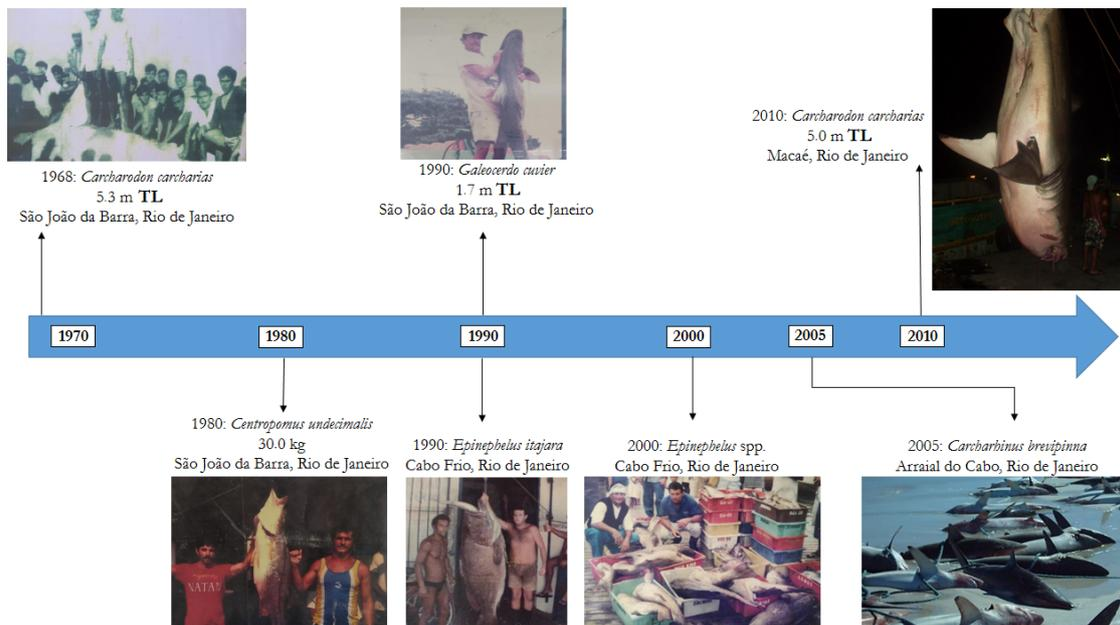 1968: Carcharodon carcharias
5.3 m TL
São João da Barra, Rio de Janeiro
1990: Galeocerdo cuvier
1.7 m TL
São João da Barra, Rio de Janeiro
2010: Carcharodon carcharias
5.0 m TL
Macaé, Rio de Janeiro
1970
1980
1990
2000
2005
2010
1980: Centropomus undecimalis
30.0 kg
São João da Barra, Rio de Janeiro
1990: Epinephelus itajara
Cabo Frio, Rio de Janeiro
2000: Epinephelus spp.
Cabo Frio, Rio de Janeiro
2005: Carcharhinus brevipinna
Arraial do Cabo, Rio de Janeiro
NATAL